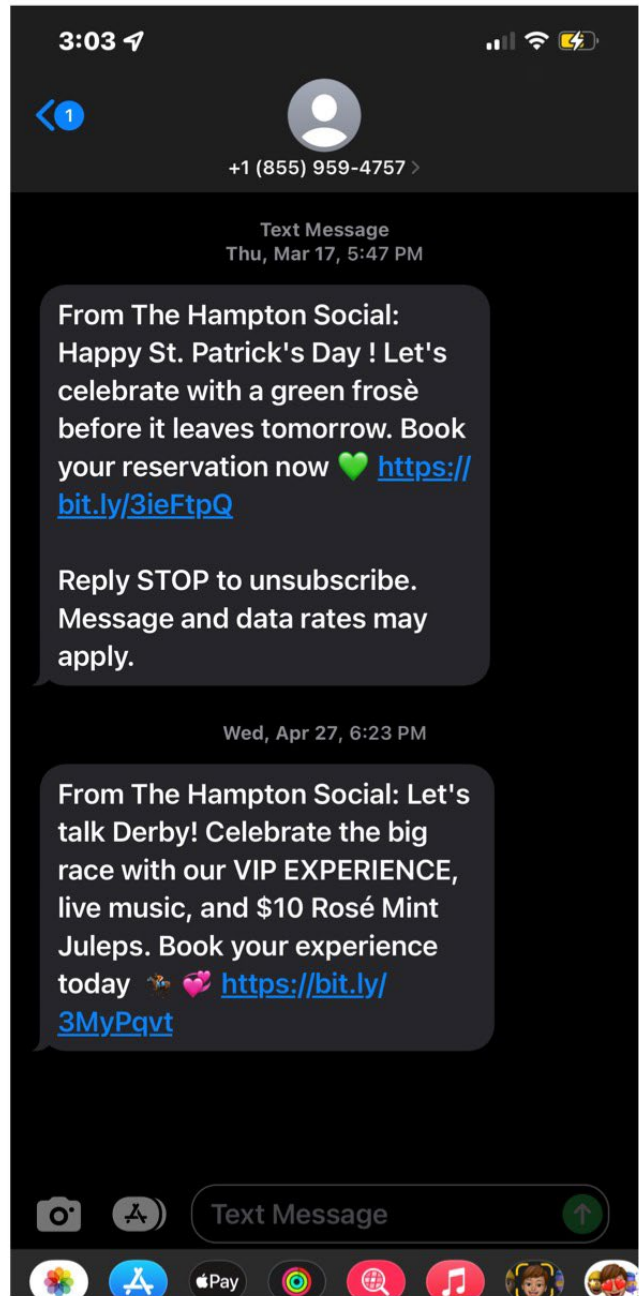 3:03
1
+1 (855) 959-4757
Text Message
Thu, Mar 17, 5:47 PM
From The Hampton Social:
Happy St. Patrick's Day ! Let's
celebrate with a green frosè
before it leaves tomorrow. Book
your reservation now 💚 https://
bit.ly/3ieFtpQ
Reply STOP to unsubscribe.
Message and data rates may
apply.
Wed, Apr 27, 6:23 PM
From The Hampton Social: Let's
talk Derby! Celebrate the big
race with our VIP EXPERIENCE,
live music, and $10 Rosé Mint
Juleps. Book your experience
today 🏇 💞 https://bit.ly/
3MyPqvt
Text Message
Pay